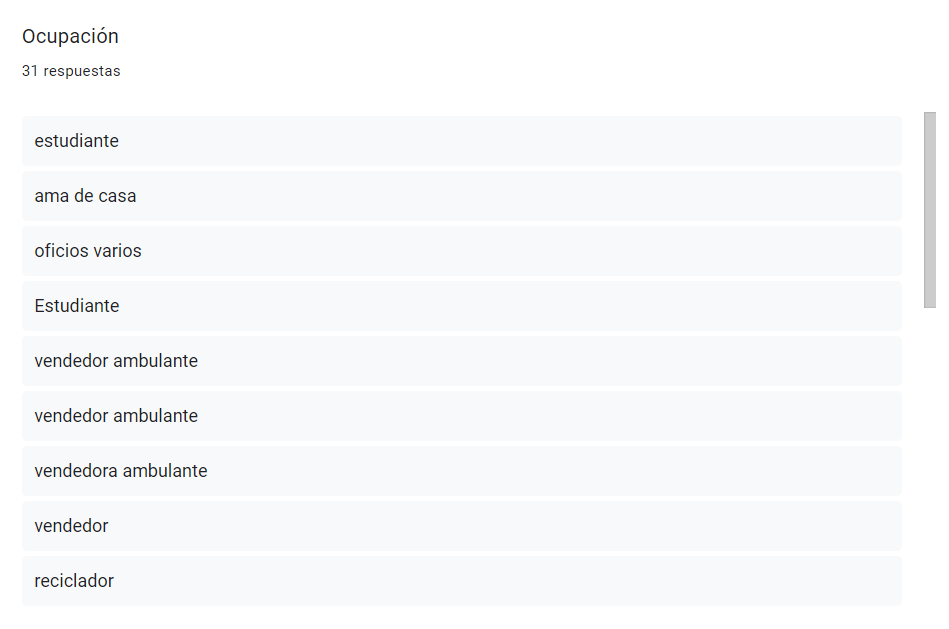 Ocupación
31 respuestas
estudiante
ama de casa
oficios varios
Estudiante
vendedor ambulante
vendedor ambulante
vendedora ambulante
vendedor
reciclador